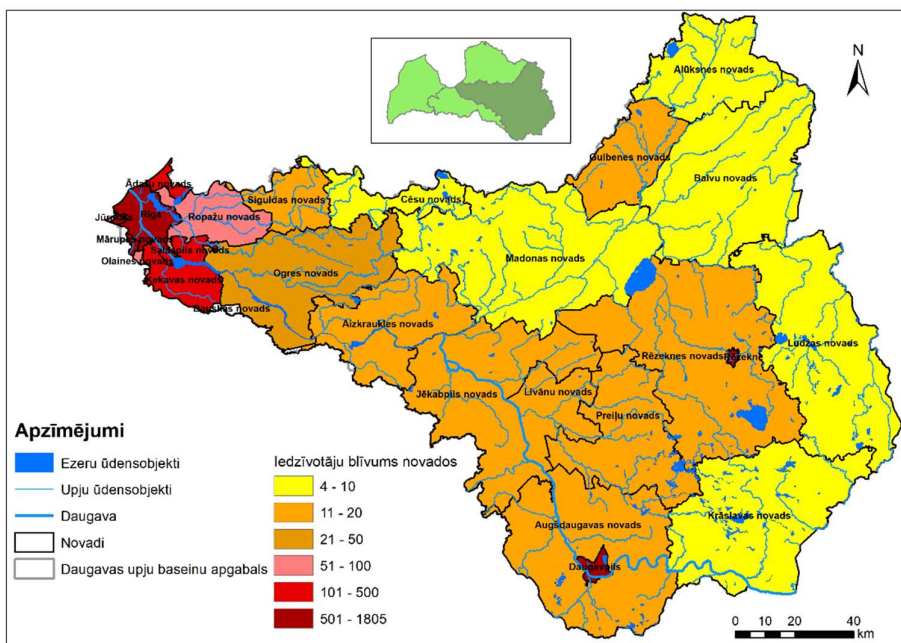 N
Alūksnes novads
Gulbenes novads
Balvu novads
Ādažu novads
Siguldas novads
Cēsu novads
Jūrmala
Rīga
Ropažu novads
Mārupes novads
Salaspils novads
Madonas novads
Olaines novads
Ogres novads
Ķekavas novads
Bauskas novads
Aizkraukles novads
Ludzas novads
Rēzeknes novads
Rēzekne
Jēkabpils novads
Līvānu novads
Preiļu novads
Krāslavas novads
Augšdaugavas novads
Daugavpils
Apzīmējumi
Ezeru ūdensobjekti
Upju ūdensobjekti
Daugava
Novadi
Daugavas upju baseinu apgabals
Iedzīvotāju blīvums novados
4 - 10
11 - 20
21 - 50
51 - 100
101 - 500
501 - 1805
0 10 20 40
km